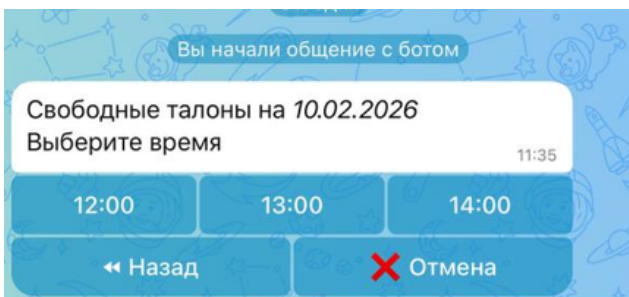 Вы начали общение с ботом
Свободные талоны на 10.02.2026
Выберите время
11:35
12:00 13:00 14:00
Назад Отмена